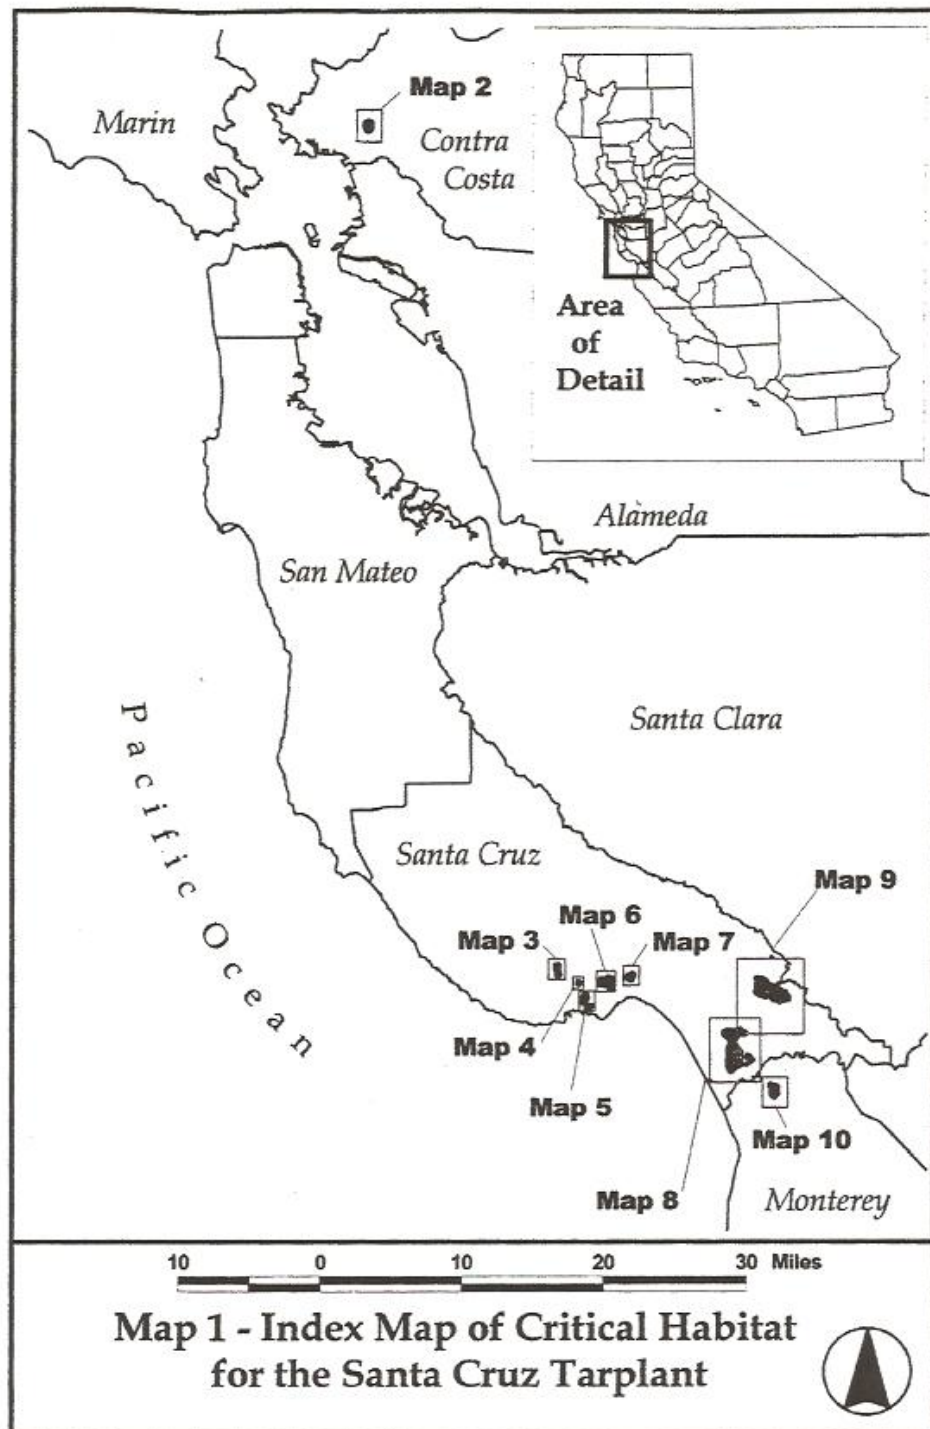 Map 2
Marin
Contra
Costa
Area
of
Detail
Alameda
San Mateo
Santa Clara
Pacific Ocean
Santa Cruz
Map 9
Map 6
Map 3
Map 7
Map 4
Map 5
Map 10
Map 8
Monterey
10 0 10 20 30 Miles
Map 1 - Index Map of Critical Habitat
for the Santa Cruz Tarplant